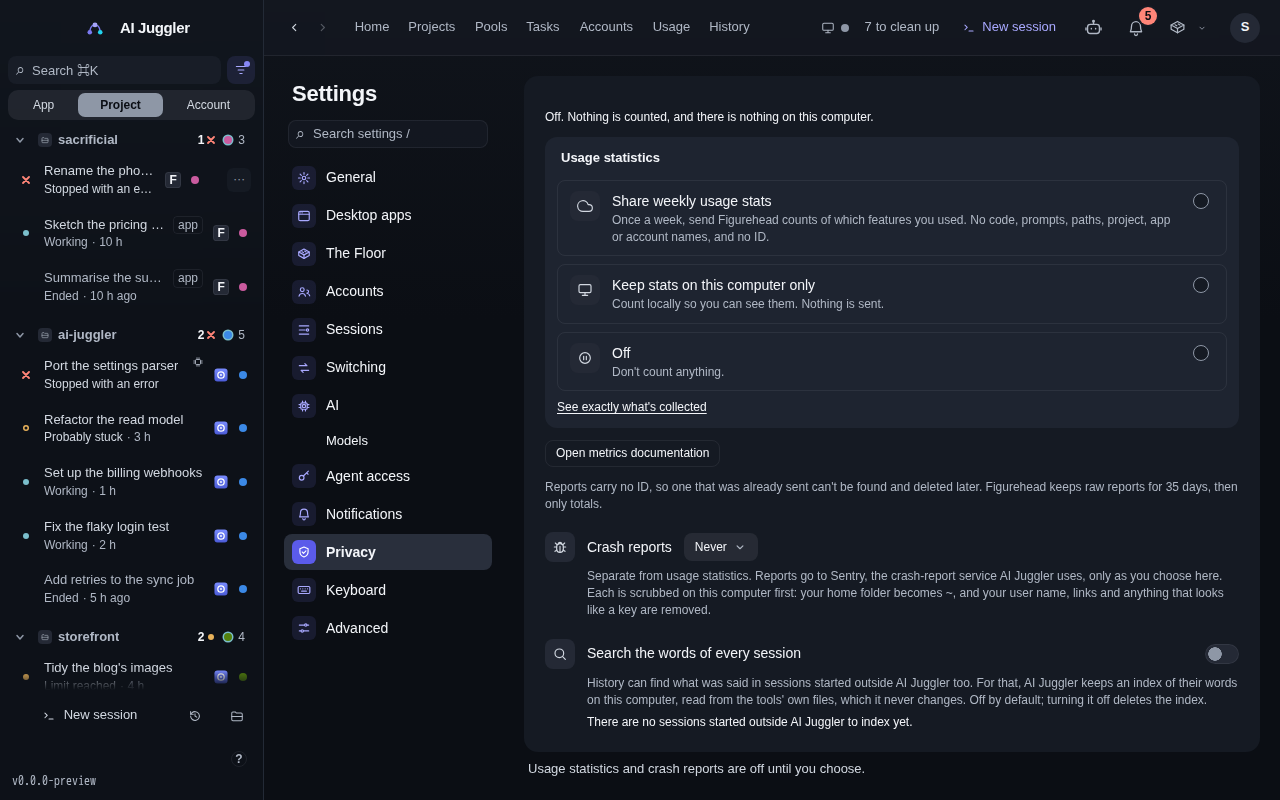 AI Juggler
Search ⌘K
App
Project
Account
sacrificial
1
3
Rename the pho…
Stopped with an e…
F
Sketch the pricing …
app
Working · 10 h
F
Summarise the su…
app
Ended · 10 h ago
F
ai-juggler
2
5
Port the settings parser
Stopped with an error
Refactor the read model
Probably stuck · 3 h
Set up the billing webhooks
Working · 1 h
Fix the flaky login test
Working · 2 h
Add retries to the sync job
Ended · 5 h ago
storefront
2
4
Tidy the blog's images
Limit reached · 4 h
New session
?
v0.0.0-preview
Home
Projects
Pools
Tasks
Accounts
Usage
History
7 to clean up
New session
5
S
Settings
Search settings /
General
Desktop apps
The Floor
Accounts
Sessions
Switching
AI
Models
Agent access
Notifications
Privacy
Keyboard
Advanced
Off. Nothing is counted, and there is nothing on this computer.
Usage statistics
Share weekly usage stats
Once a week, send Figurehead counts of which features you used. No code, prompts, paths, project, app
or account names, and no ID.
Keep stats on this computer only
Count locally so you can see them. Nothing is sent.
Off
Don't count anything.
See exactly what's collected
Open metrics documentation
Reports carry no ID, so one that was already sent can't be found and deleted later. Figurehead keeps raw reports for 35 days, then
only totals.
Crash reports
Never
Separate from usage statistics. Reports go to Sentry, the crash-report service AI Juggler uses, only as you choose here.
Each is scrubbed on this computer first: your home folder becomes ~, and your user name, links and anything that looks
like a key are removed.
Search the words of every session
History can find what was said in sessions started outside AI Juggler too. For that, AI Juggler keeps an index of their words
on this computer, read from the tools' own files, which it never changes. Off by default; turning it off deletes the index.
There are no sessions started outside AI Juggler to index yet.
Usage statistics and crash reports are off until you choose.